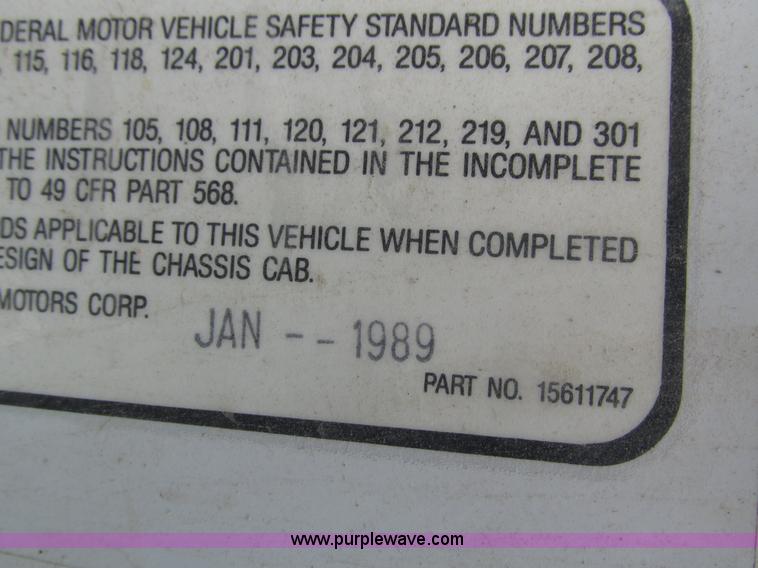 DERAL MOTOR VEHICLE SAFETY STANDARD NUMBERS
, 115, 116, 118, 124, 201, 203, 204, 205, 206, 207, 208,
NUMBERS 105, 108, 111, 120, 121, 212, 219, AND 301
THE INSTRUCTIONS CONTAINED IN THE INCOMPLETE
TO 49 CFR PART 568.
DS APPLICABLE TO THIS VEHICLE WHEN COMPLETED
ESIGN OF THE CHASSIS CAB.
MOTORS CORP.
JAN -- 1989
PART NO. 15611747
www.purplewave.com